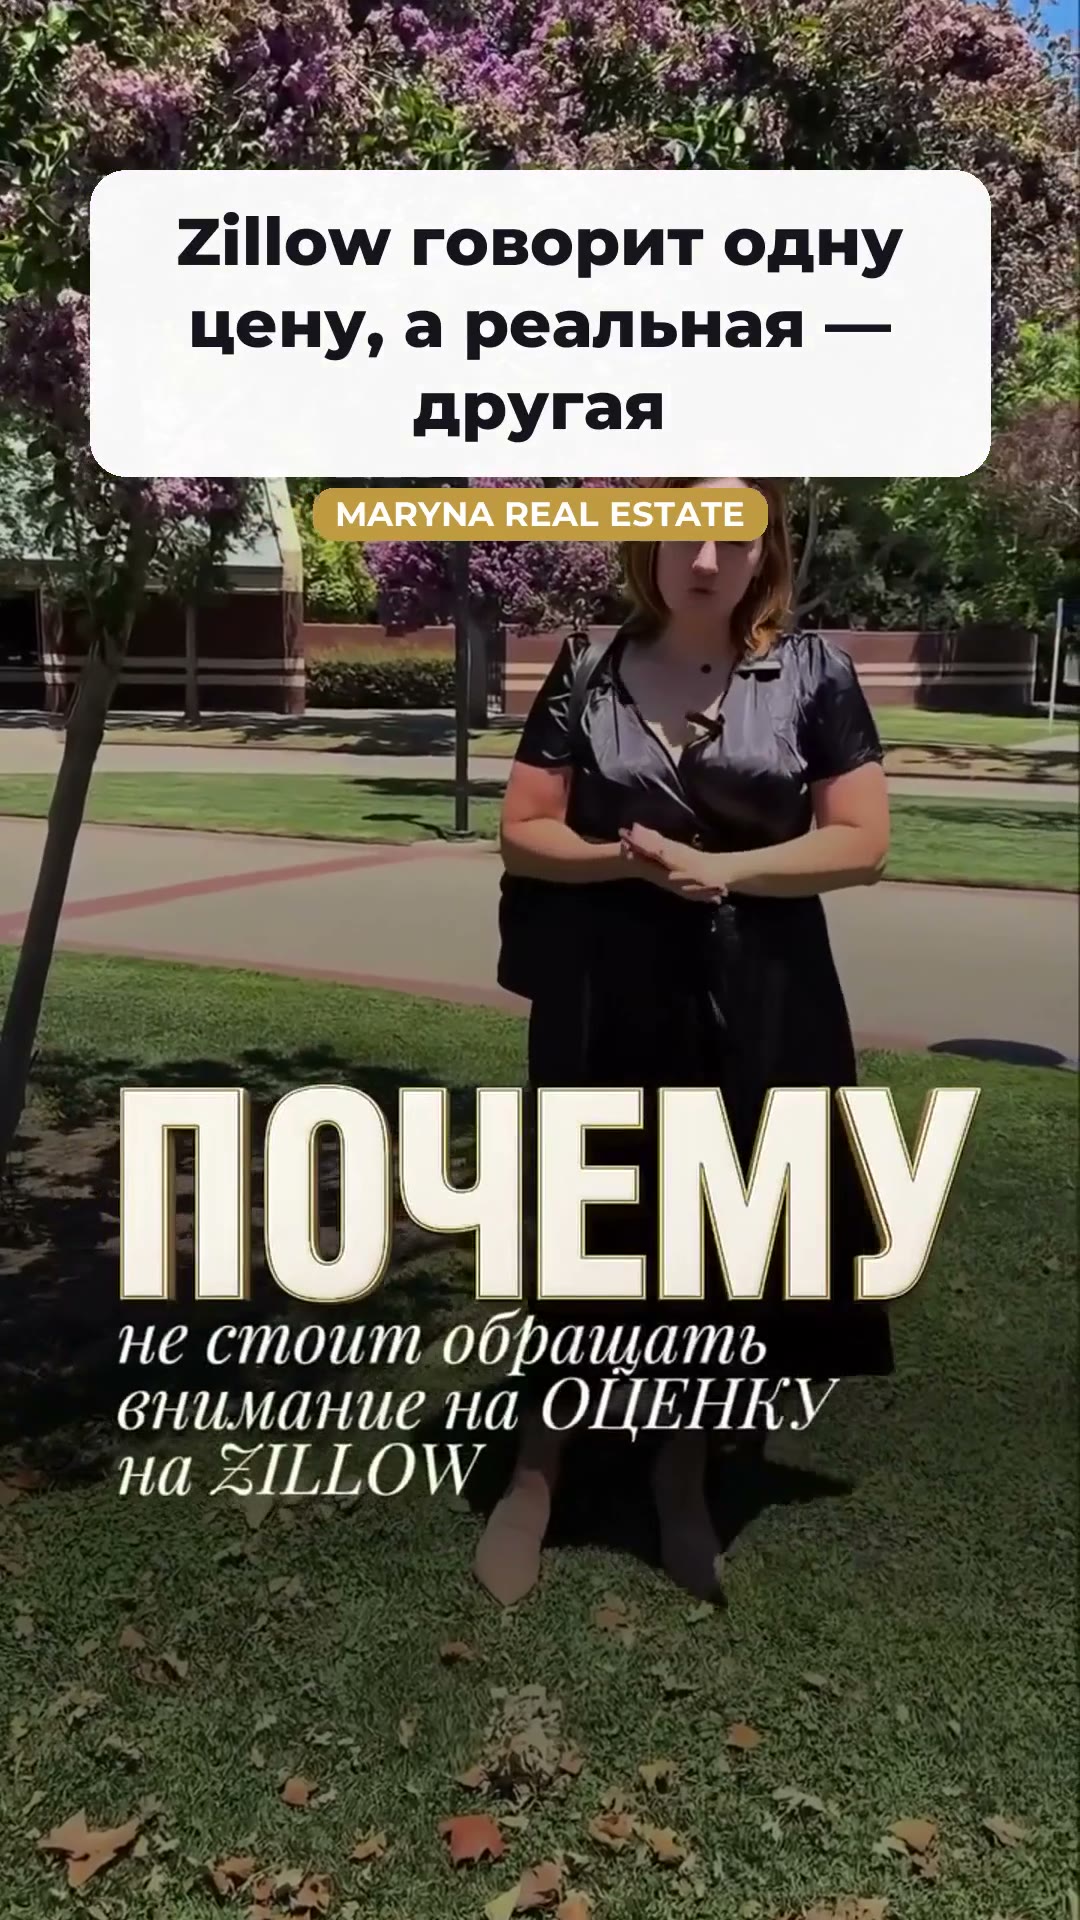 Zillow говорит одну
цену, а реальная —
другая
MARYNA REAL ESTATE
ПОЧЕМУ
не стоит обращать
внимание на ОЦЕНКУ
на ZILLOW